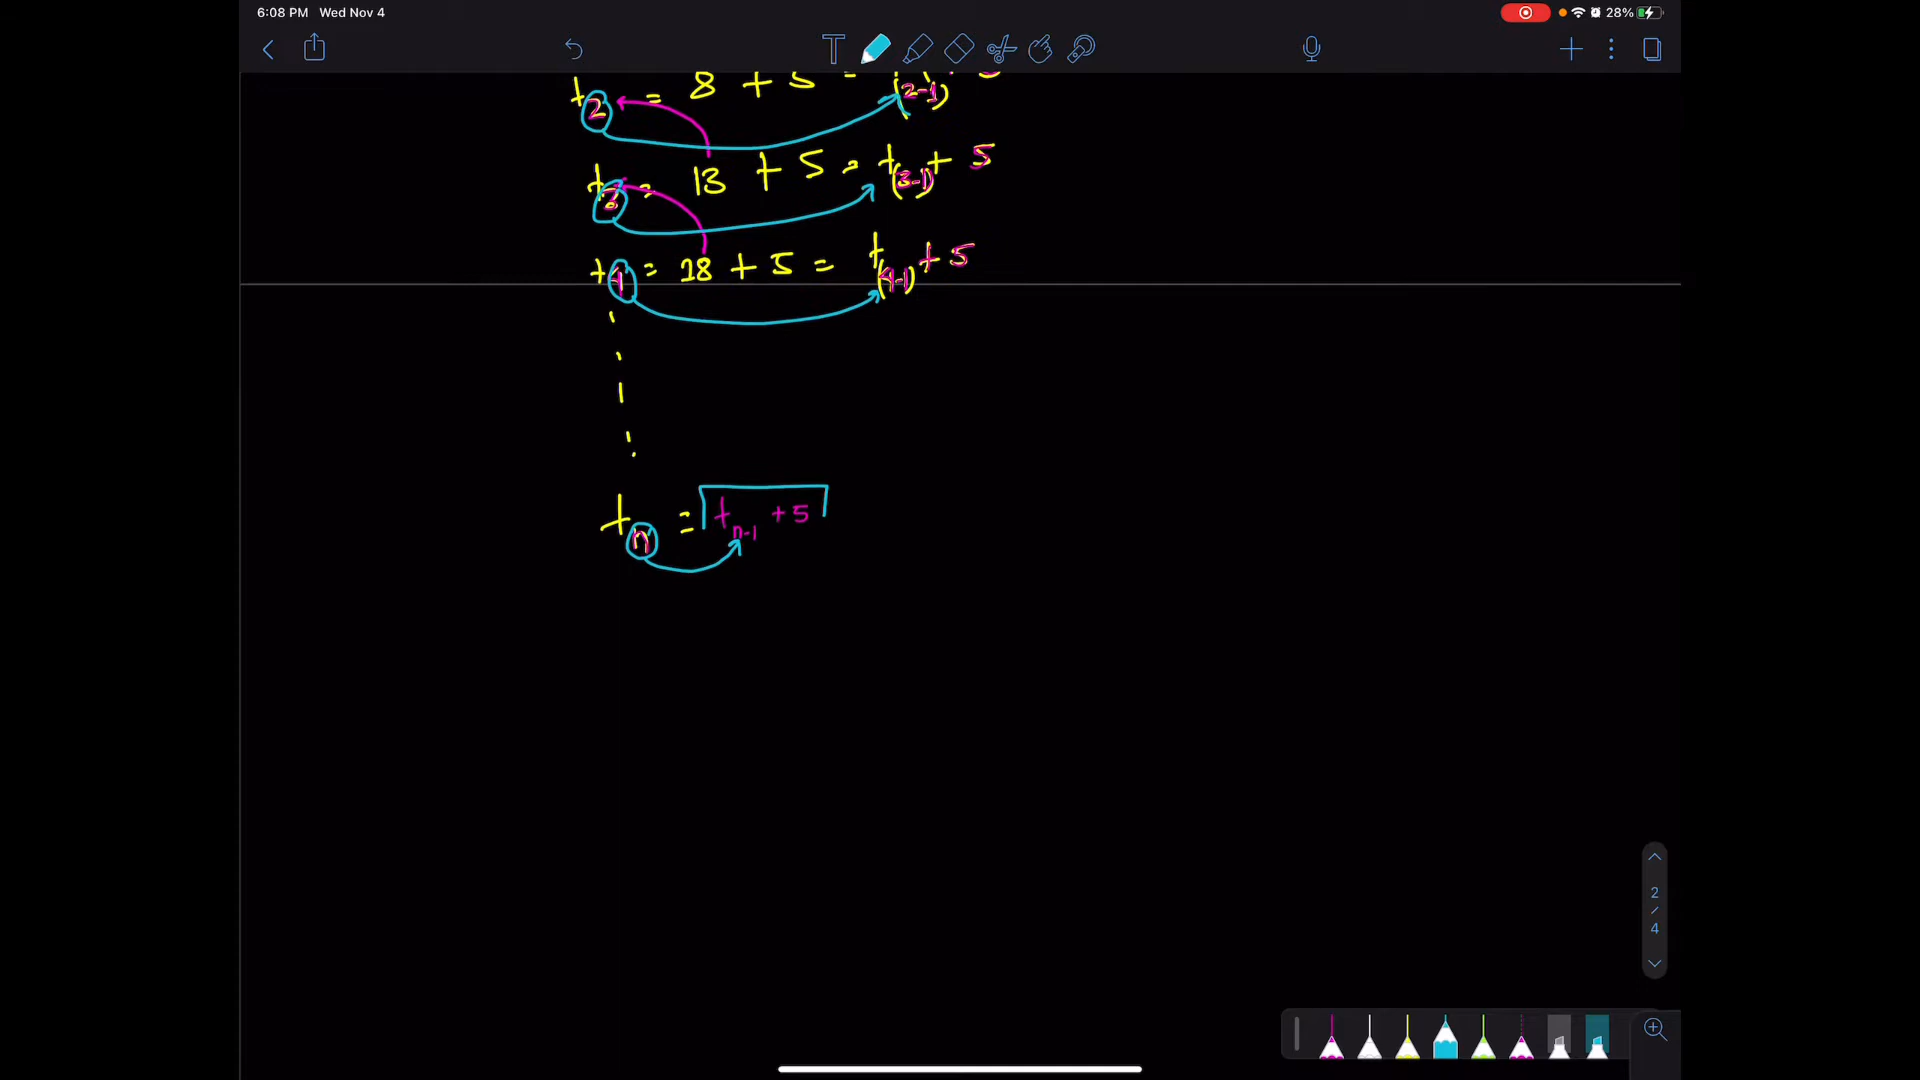 6:08 PM Wed Nov 4 28%
t2 = 8 + 5 = t(2-1) + 5
t3 = 13 + 5 = t(3-1) + 5
t4 = 18 + 5 = t(4-1) + 5
tn = tn-1 + 5
2
/
4